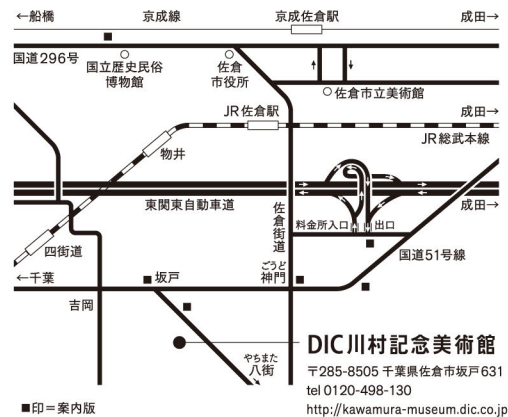 ←船橋
京成線
京成佐倉駅
成田→
国道296号
国立歴史民俗
博物館
佐倉
市役所
佐倉市立美術館
JR佐倉駅
成田→
JR総武本線
物井
東関東自動車道
佐倉街道
料金所入口
出口
成田→
四街道
国道51号線
←千葉
坂戸
ごうど
神門
吉岡
DIC川村記念美術館
〒285-8505 千葉県佐倉市坂戸631
やちまた
八街
tel 0120-498-130
■印=案内版
http://kawamura-museum.dic.co.jp